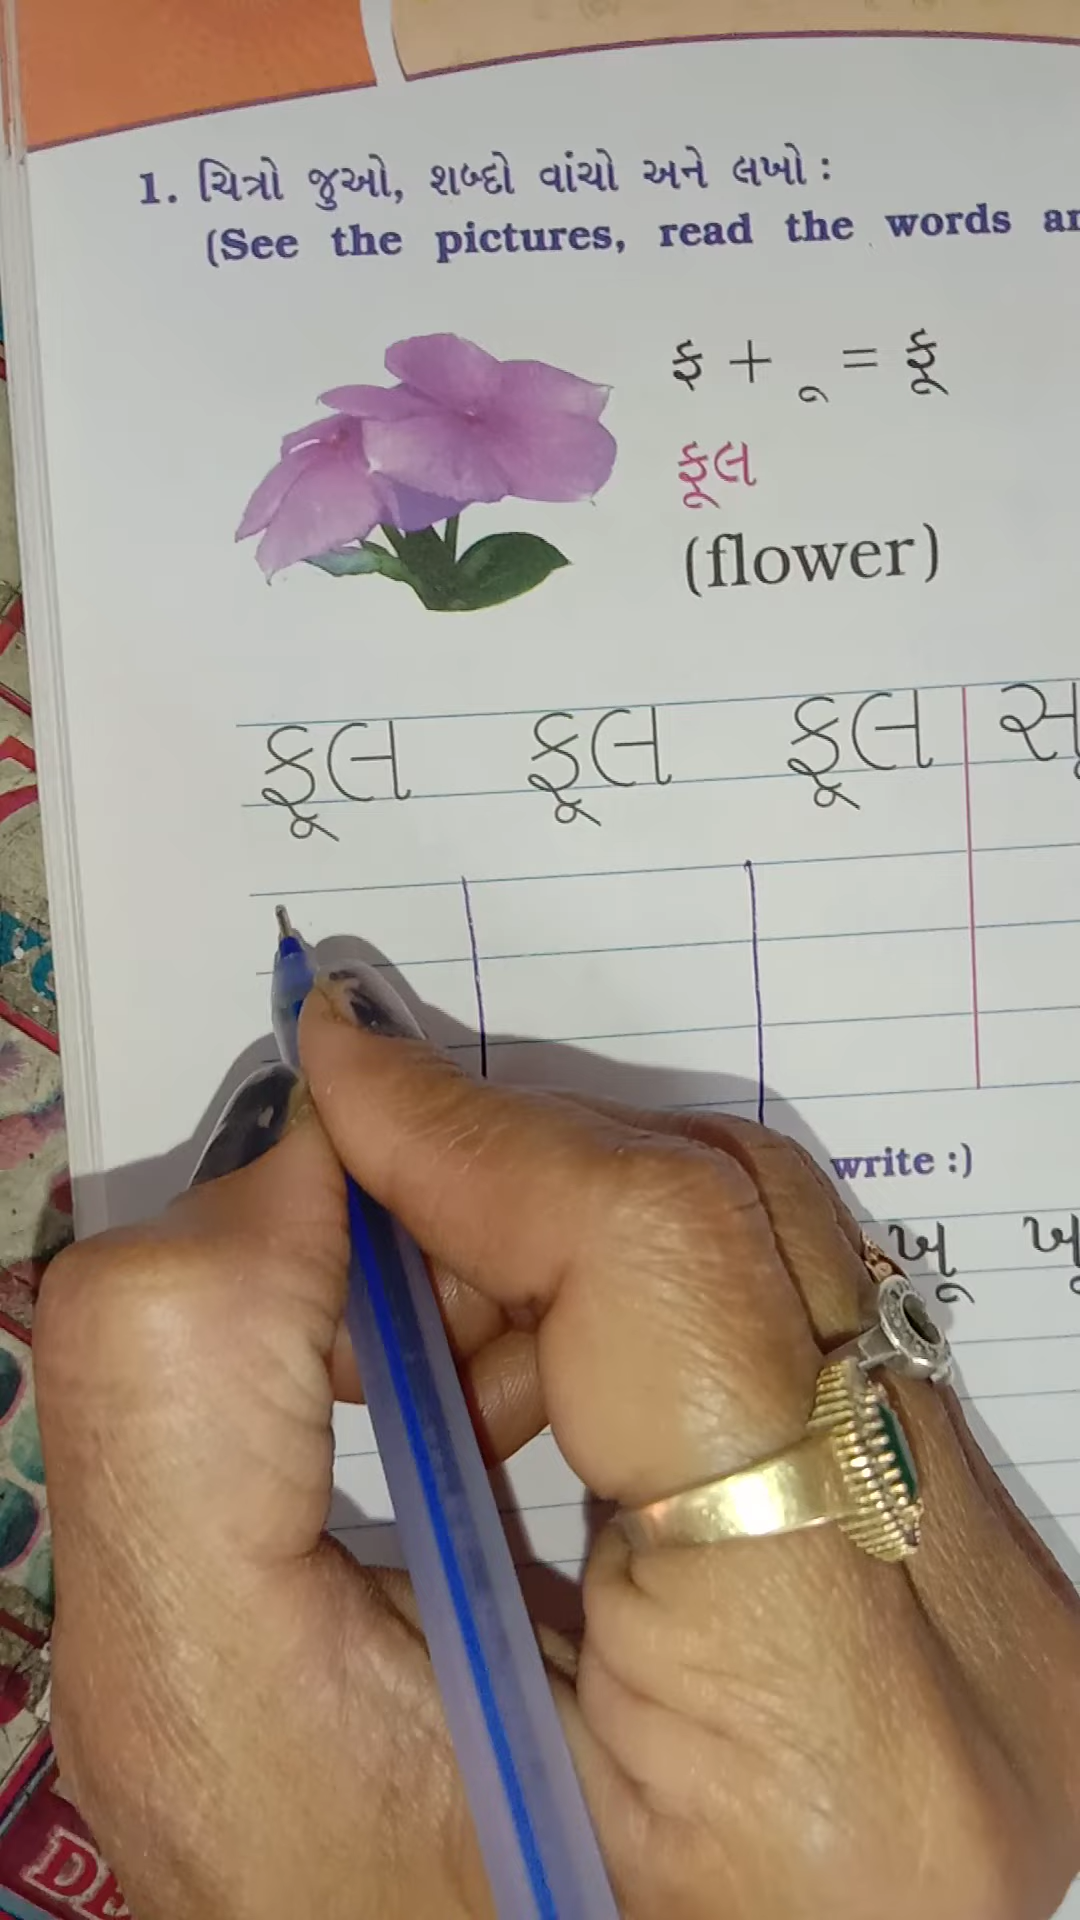 1. ચિત્રો જુઓ, શબ્દો વાંચો અને લખો :
(See the pictures, read the words
ફ + ૂ = ફૂ
ફૂલ
(flower)
ફૂલ ફૂલ ફૂલ
write :)
ખૂ